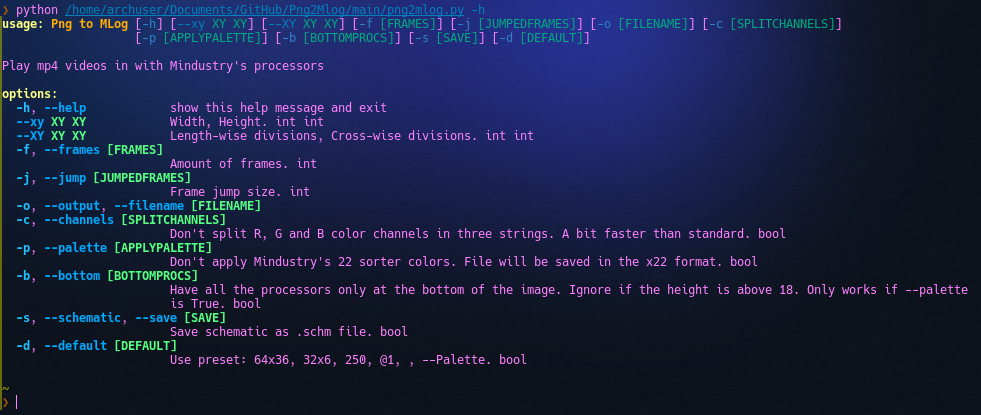 ❯ python /home/archuser/Documents/GitHub/Png2Mlog/main/png2mlog.py -h
usage: Png to MLog [-h] [--xy XY XY] [--XY XY XY] [-f [FRAMES]] [-j [JUMPEDFRAMES]] [-o [FILENAME]] [-c [SPLITCHANNELS]]
[-p [APPLYPALETTE]] [-b [BOTTOMPROCS]] [-s [SAVE]] [-d [DEFAULT]]
Play mp4 videos in with Mindustry's processors
options:
-h, --help show this help message and exit
--xy XY XY Width, Height. int int
--XY XY XY Length-wise divisions, Cross-wise divisions. int int
-f, --frames [FRAMES]
Amount of frames. int
-j, --jump [JUMPEDFRAMES]
Frame jump size. int
-o, --output, --filename [FILENAME]
-c, --channels [SPLITCHANNELS]
Don't split R, G and B color channels in three strings. A bit faster than standard. bool
-p, --palette [APPLYPALETTE]
Don't apply Mindustry's 22 sorter colors. File will be saved in the x22 format. bool
-b, --bottom [BOTTOMPROCS]
Have all the processors only at the bottom of the image. Ignore if the height is above 18. Only works if --palette
is True. bool
-s, --schematic, --save [SAVE]
Save schematic as .schm file. bool
-d, --default [DEFAULT]
Use preset: 64x36, 32x6, 250, @1, , --Palette. bool
~
❯